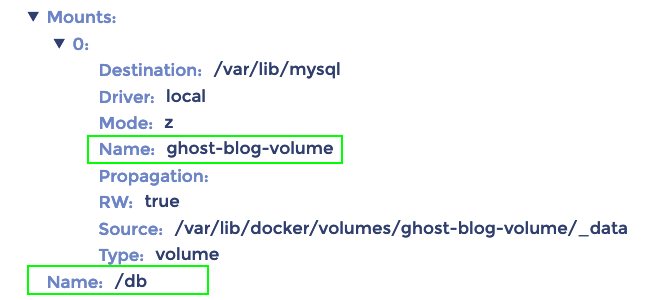 Mounts:
0:
Destination: /var/lib/mysql
Driver: local
Mode: z
Name: ghost-blog-volume
Propagation:
RW: true
Source: /var/lib/docker/volumes/ghost-blog-volume/_data
Type: volume
Name: /db